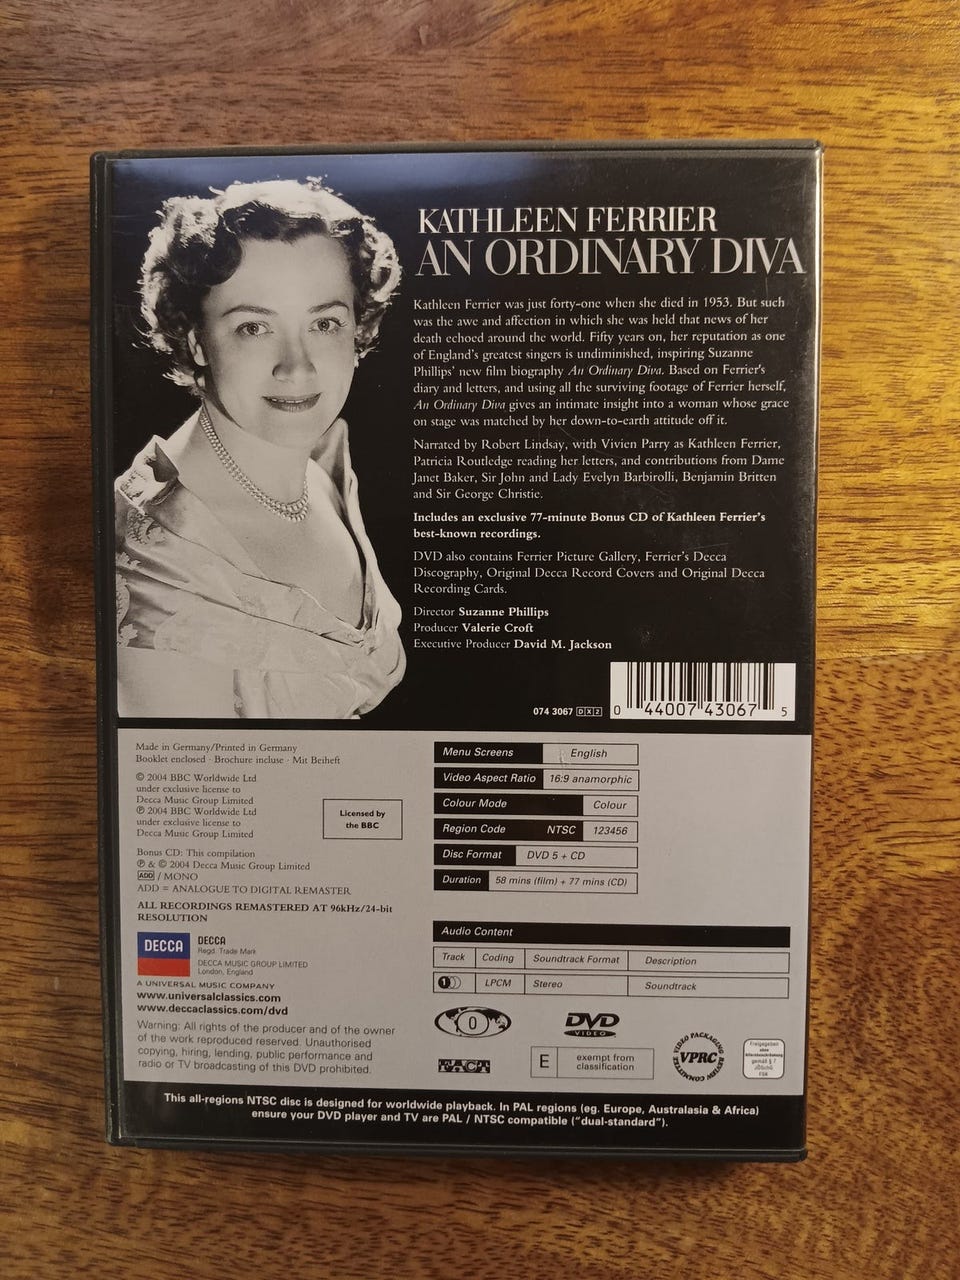 KATHLEEN FERRIER
AN ORDINARY DIVA
Kathleen Ferrier was just forty-one when she died in 1953. But such
was the awe and affection in which she was held that news of her
death echoed around the world. Fifty years on, her reputation as one
of England's greatest singers is undiminished, inspiring Suzanne
Phillips' new film biography An Ordinary Diva. Based on Ferrier's
diary and letters, and using all the surviving footage of Ferrier herself,
An Ordinary Diva gives an intimate insight into a woman whose grace
on stage was matched by her down-to-earth attitude off it.
Narrated by Robert Lindsay, with Vivien Parry as Kathleen Ferrier,
Patricia Routledge reading her letters, and contributions from Dame
Janet Baker, Sir John and Lady Evelyn Barbirolli, Benjamin Britten
and Sir George Christie.
Includes an exclusive 77-minute Bonus CD of Kathleen Ferrier's
best-known recordings.
DVD also contains Ferrier Picture Gallery, Ferrier's Decca
Discography, Original Decca Record Covers and Original Decca
Recording Cards.
Director Suzanne Phillips
Producer Valerie Croft
Executive Producer David M. Jackson
074 3067 DX2
0 44007 43067 5
Made in Germany/Printed in Germany
Booklet enclosed · Brochure incluse · Mit Beiheft
© 2004 BBC Worldwide Ltd
under exclusive license to
Decca Music Group Limited
℗ 2004 BBC Worldwide Ltd
under exclusive license to
Decca Music Group Limited
Licensed by
the BBC
Bonus CD: This compilation
℗ & © 2004 Decca Music Group Limited
ADD / MONO
ADD = ANALOGUE TO DIGITAL REMASTER
ALL RECORDINGS REMASTERED AT 96kHz/24-bit
RESOLUTION
DECCA
DECCA
Regd. Trade Mark
DECCA MUSIC GROUP LIMITED
London, England
A UNIVERSAL MUSIC COMPANY
www.universalclassics.com
www.deccaclassics.com/dvd
Warning: All rights of the producer and of the owner
of the work reproduced reserved. Unauthorised
copying, hiring, lending, public performance and
radio or TV broadcasting of this DVD prohibited.
Menu Screens English
Video Aspect Ratio 16:9 anamorphic
Colour Mode Colour
Region Code NTSC 123456
Disc Format DVD 5 + CD
Duration 58 mins (film) + 77 mins (CD)
Audio Content
Track Coding Soundtrack Format Description
1 LPCM Stereo Soundtrack
0
DVD
VIDEO
FACT
E exempt from
classification
VIDEO PACKAGING REVIEW COMMITTEE
VPRC
Freigegeben
ohne
Altersbeschränkung
gemäß § 7
JÖSchG
FSK
This all-regions NTSC disc is designed for worldwide playback. In PAL regions (eg. Europe, Australasia & Africa)
ensure your DVD player and TV are PAL / NTSC compatible ("dual-standard").